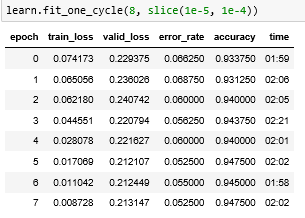 learn.fit_one_cycle(8, slice(1e-5, 1e-4))
epoch train_loss valid_loss error_rate accuracy time
0 0.074173 0.229375 0.066250 0.933750 01:59
1 0.065056 0.236026 0.068750 0.931250 02:06
2 0.062180 0.240742 0.060000 0.940000 02:05
3 0.044551 0.220794 0.056250 0.943750 02:21
4 0.028078 0.221627 0.060000 0.940000 02:01
5 0.017069 0.212107 0.052500 0.947500 02:02
6 0.011042 0.212449 0.055000 0.945000 01:58
7 0.008728 0.213147 0.052500 0.947500 02:02